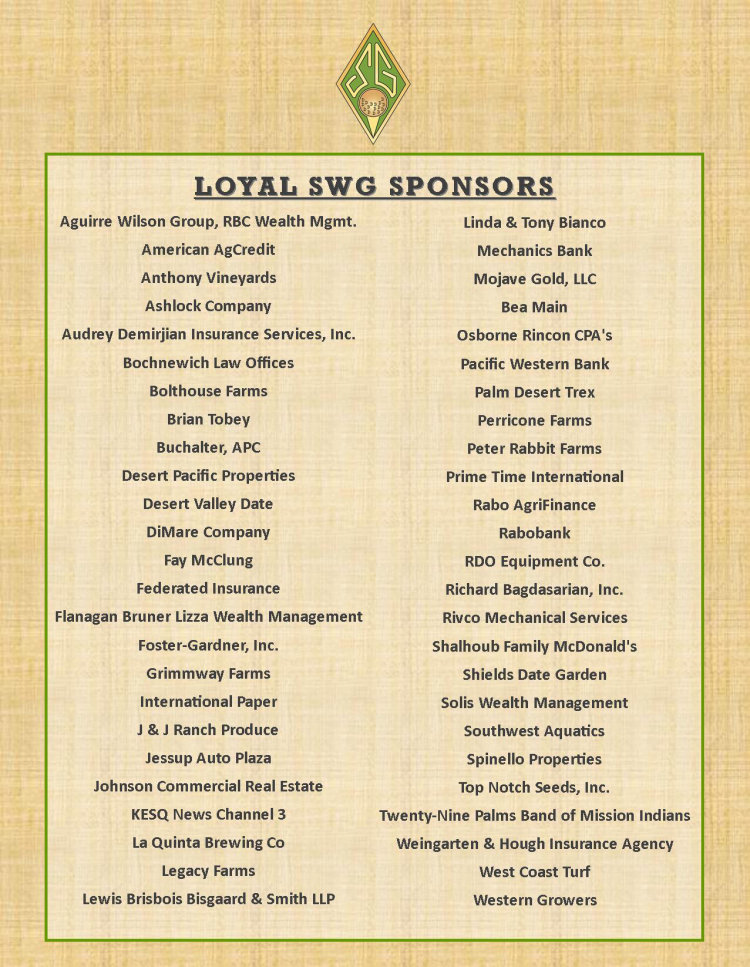 SG
LOYAL SWG SPONSORS
Aguirre Wilson Group, RBC Wealth Mgmt.
American AgCredit
Anthony Vineyards
Ashlock Company
Audrey Demirjian Insurance Services, Inc.
Bochnewich Law Offices
Bolthouse Farms
Brian Tobey
Buchalter, APC
Desert Pacific Properties
Desert Valley Date
DiMare Company
Fay McClung
Federated Insurance
Flanagan Bruner Lizza Wealth Management
Foster-Gardner, Inc.
Grimmway Farms
International Paper
J & J Ranch Produce
Jessup Auto Plaza
Johnson Commercial Real Estate
KESQ News Channel 3
La Quinta Brewing Co
Legacy Farms
Lewis Brisbois Bisgaard & Smith LLP
Linda & Tony Bianco
Mechanics Bank
Mojave Gold, LLC
Bea Main
Osborne Rincon CPA's
Pacific Western Bank
Palm Desert Trex
Perricone Farms
Peter Rabbit Farms
Prime Time International
Rabo AgriFinance
Rabobank
RDO Equipment Co.
Richard Bagdasarian, Inc.
Rivco Mechanical Services
Shalhoub Family McDonald's
Shields Date Garden
Solis Wealth Management
Southwest Aquatics
Spinello Properties
Top Notch Seeds, Inc.
Twenty-Nine Palms Band of Mission Indians
Weingarten & Hough Insurance Agency
West Coast Turf
Western Growers